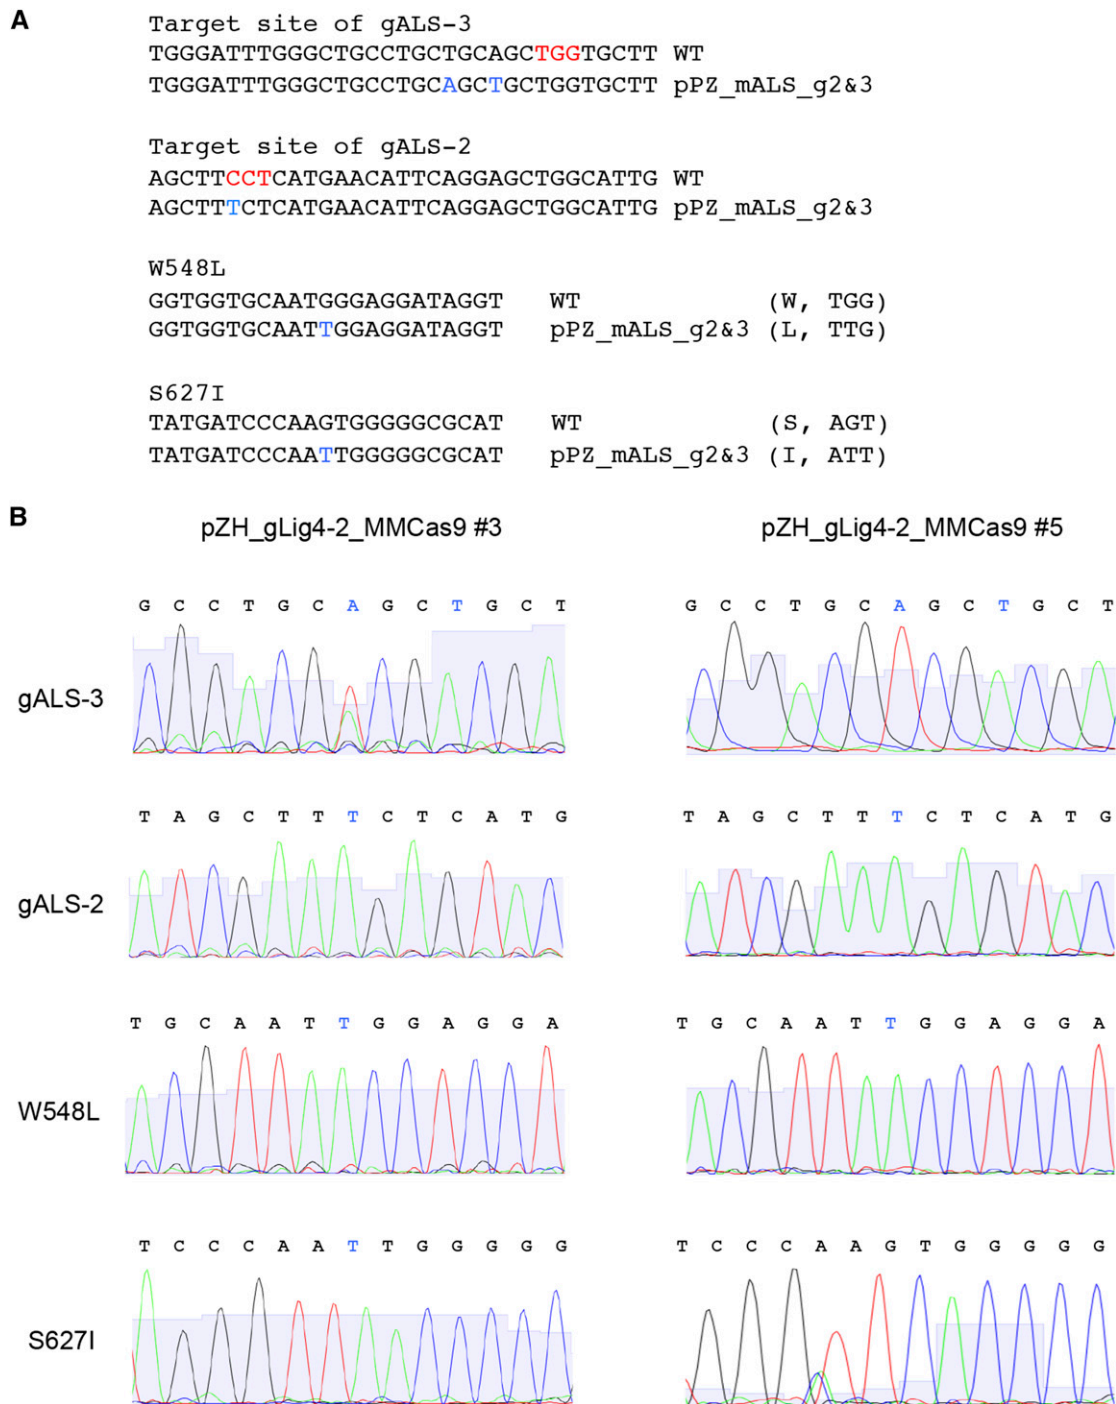 A
Target site of gALS-3
TGGGATTTGGGCTGCCTGCTGCAGCTGGTGCTT WT
TGGGATTTGGGCTGCCTGCAGCTGCTGGTGCTT pPZ_mALS_g2&3
Target site of gALS-2
AGCTTCCTCATGAACATTCAGGAGCTGGCATTG WT
AGCTTTCTCATGAACATTCAGGAGCTGGCATTG pPZ_mALS_g2&3
W548L
GGTGGTGCAATGGGAGGATAGGT WT (W, TGG)
GGTGGTGCAATTGGAGGATAGGT pPZ_mALS_g2&3 (L, TTG)
S627I
TATGATCCCAAGTGGGGGCGCAT WT (S, AGT)
TATGATCCCAATTGGGGGCGCAT pPZ_mALS_g2&3 (I, ATT)
B
pZH_gLig4-2_MMCas9 #3 pZH_gLig4-2_MMCas9 #5
G C C T G C A G C T G C T G C C T G C A G C T G C T
gALS-3
T A G C T T T C T C A T G T A G C T T T C T C A T G
gALS-2
T G C A A T T G G A G G A T G C A A T T G G A G G A
W548L
T C C C A A T T G G G G G T C C C A A G T G G G G G
S627I